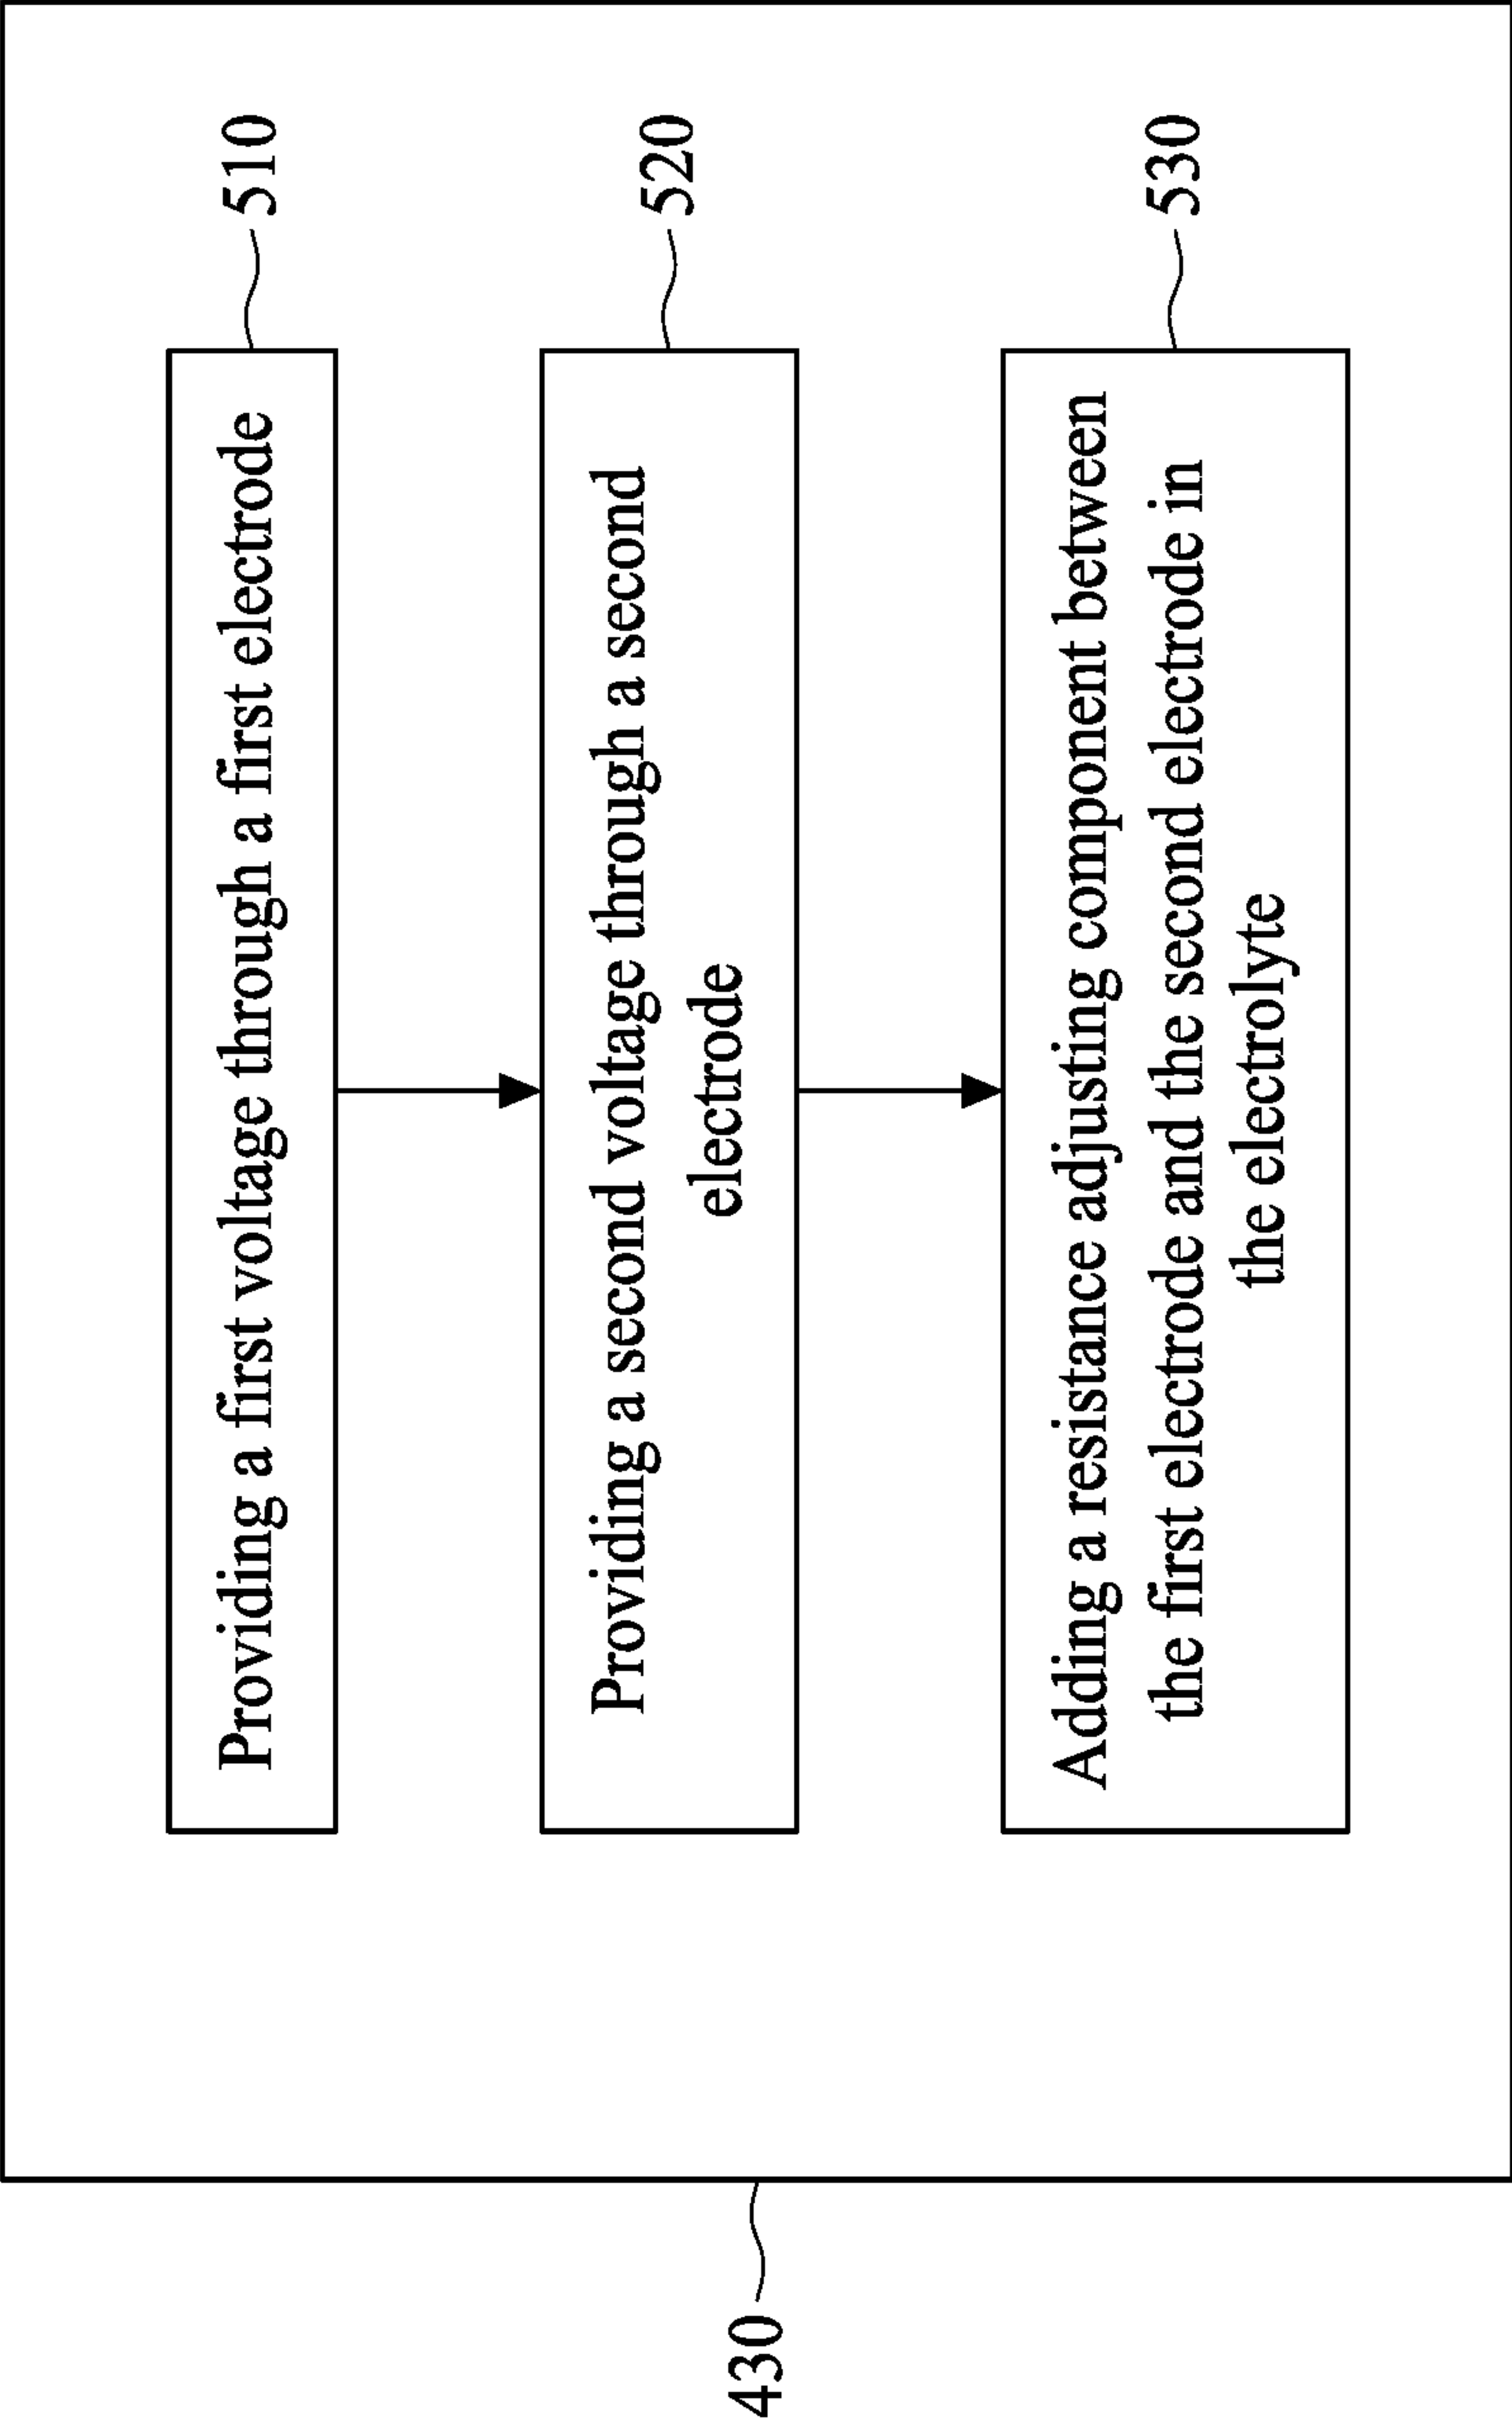 Providing a first voltage through a first electrode
510
Providing a second voltage through a second
electrode
520
430
Adding a resistance adjusting component between
the first electrode and the second electrode in
the electrolyte
530